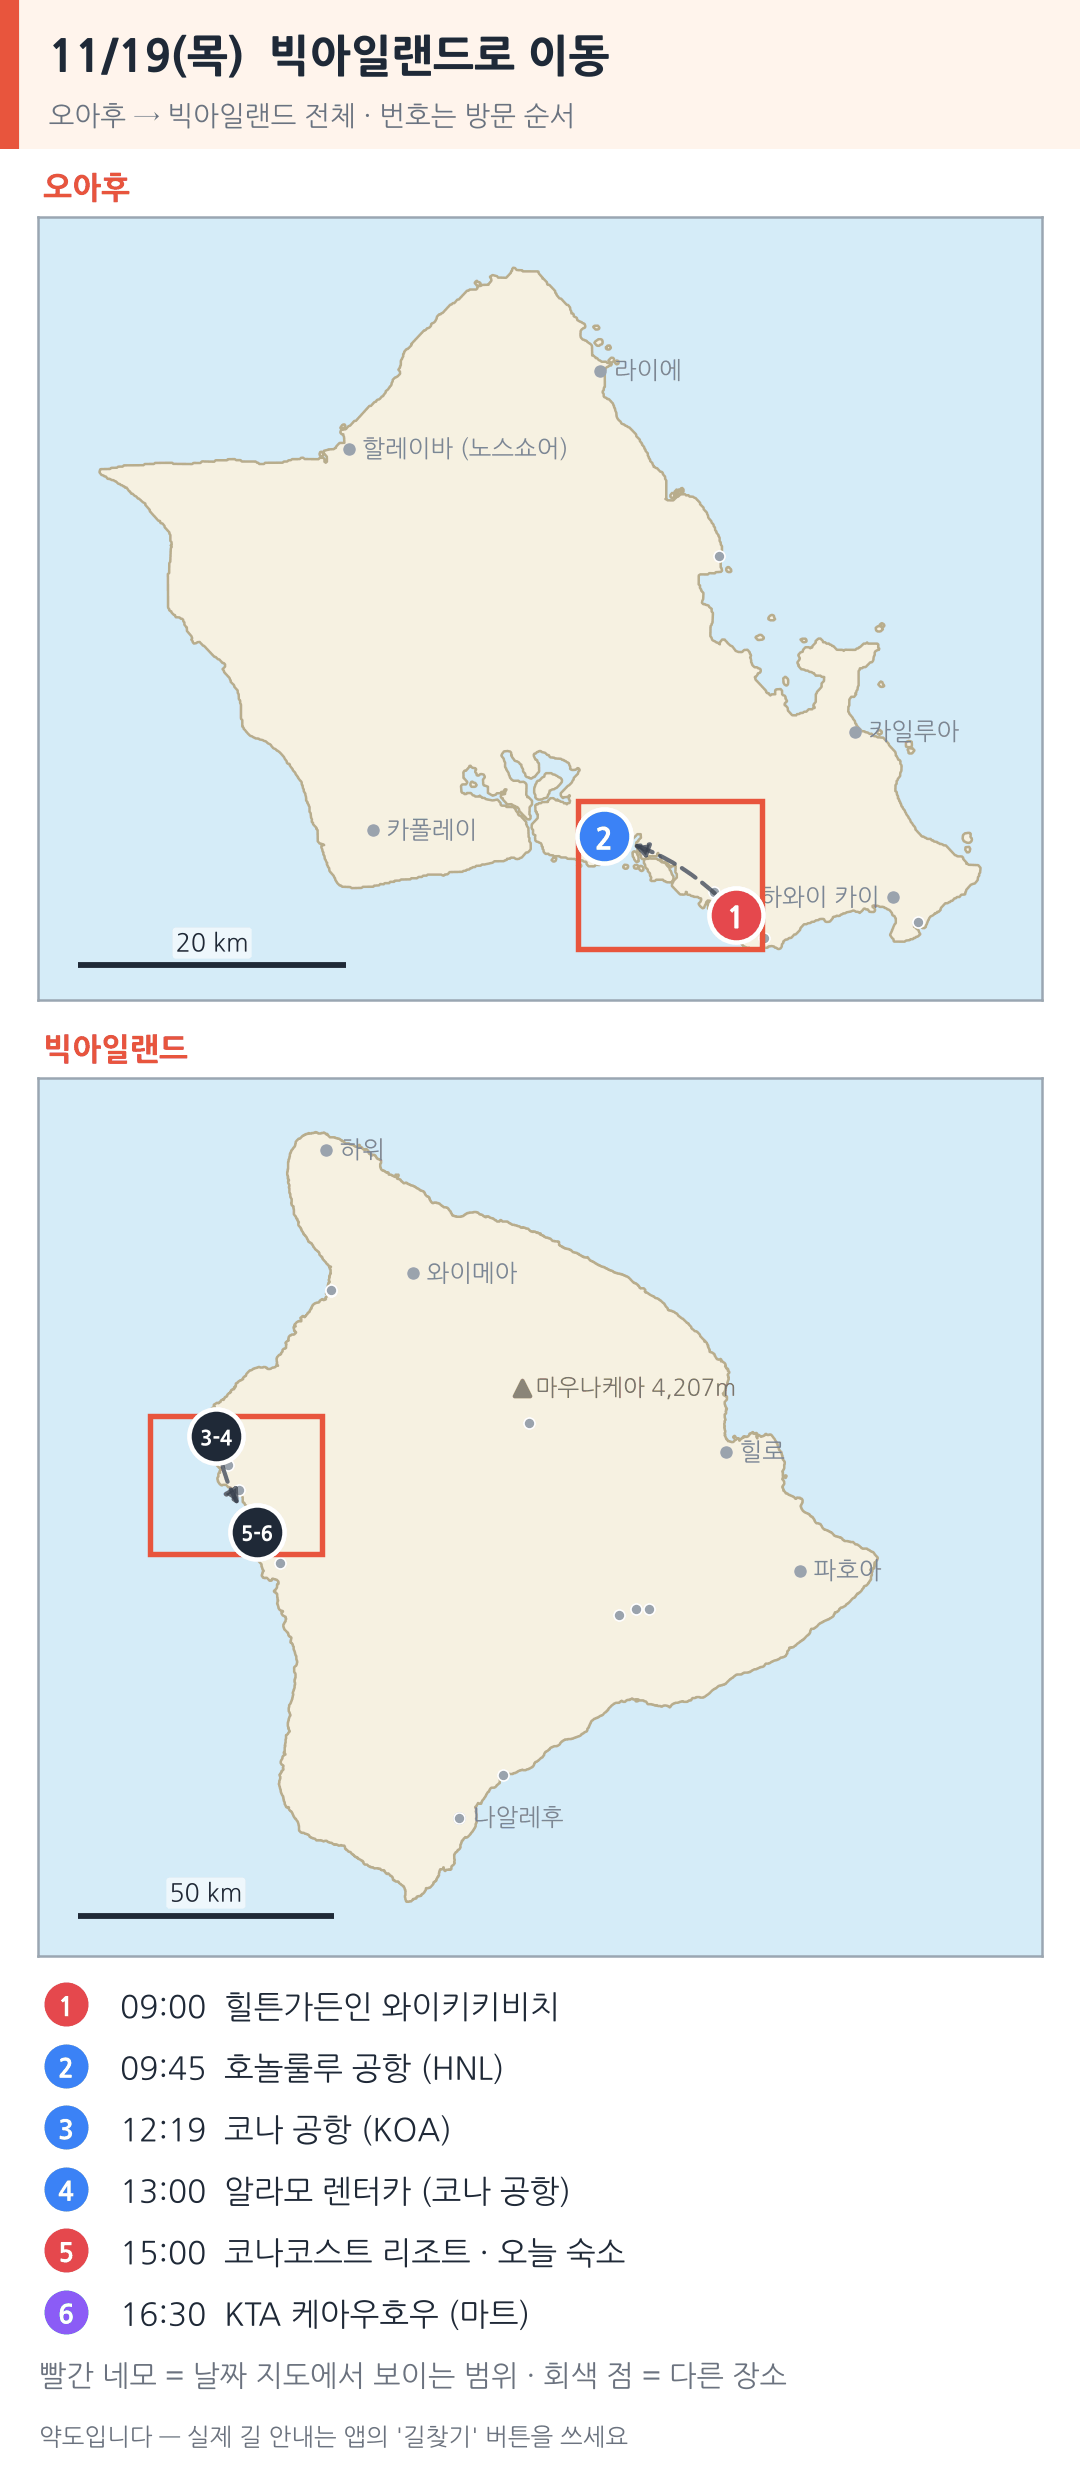 11/19(목) 빅아일랜드로 이동
오아후 → 빅아일랜드 전체 · 번호는 방문 순서
오아후
라이에
할레이바 (노스쇼어)
카일루아
카폴레이
2
하와이 카이
1
20 km
빅아일랜드
하위
와이메아
마우나케아 4,207m
3-4
힐로
5-6
파호아
나알레후
50 km
1 09:00 힐튼가든인 와이키키비치
2 09:45 호놀룰루 공항 (HNL)
3 12:19 코나 공항 (KOA)
4 13:00 알라모 렌터카 (코나 공항)
5 15:00 코나코스트 리조트 · 오늘 숙소
6 16:30 KTA 케아우호우 (마트)
빨간 네모 = 날짜 지도에서 보이는 범위 · 회색 점 = 다른 장소
약도입니다 — 실제 길 안내는 앱의 '길찾기' 버튼을 쓰세요